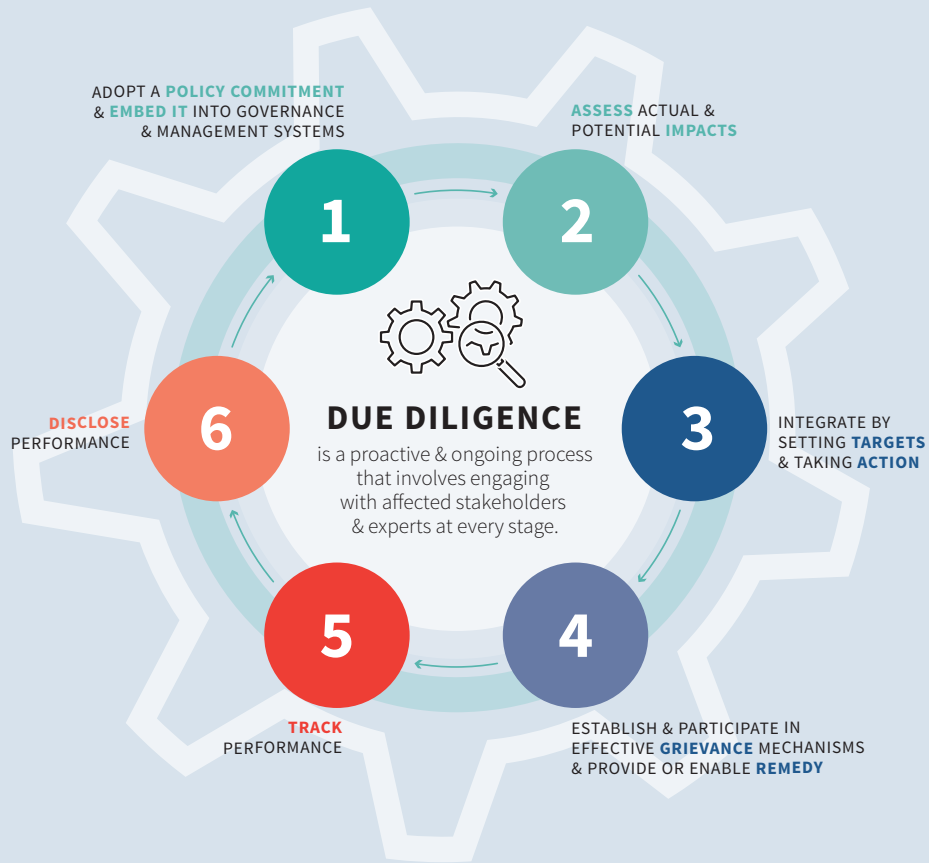 ADOPT A POLICY COMMITMENT
& EMBED IT INTO GOVERNANCE
& MANAGEMENT SYSTEMS
1
ASSESS ACTUAL &
POTENTIAL IMPACTS
2
INTEGRATE BY
SETTING TARGETS
& TAKING ACTION
3
ESTABLISH & PARTICIPATE IN
EFFECTIVE GRIEVANCE MECHANISMS
& PROVIDE OR ENABLE REMEDY
4
TRACK
PERFORMANCE
5
DISCLOSE
PERFORMANCE
6
DUE DILIGENCE
is a proactive & ongoing process
that involves engaging
with affected stakeholders
& experts at every stage.